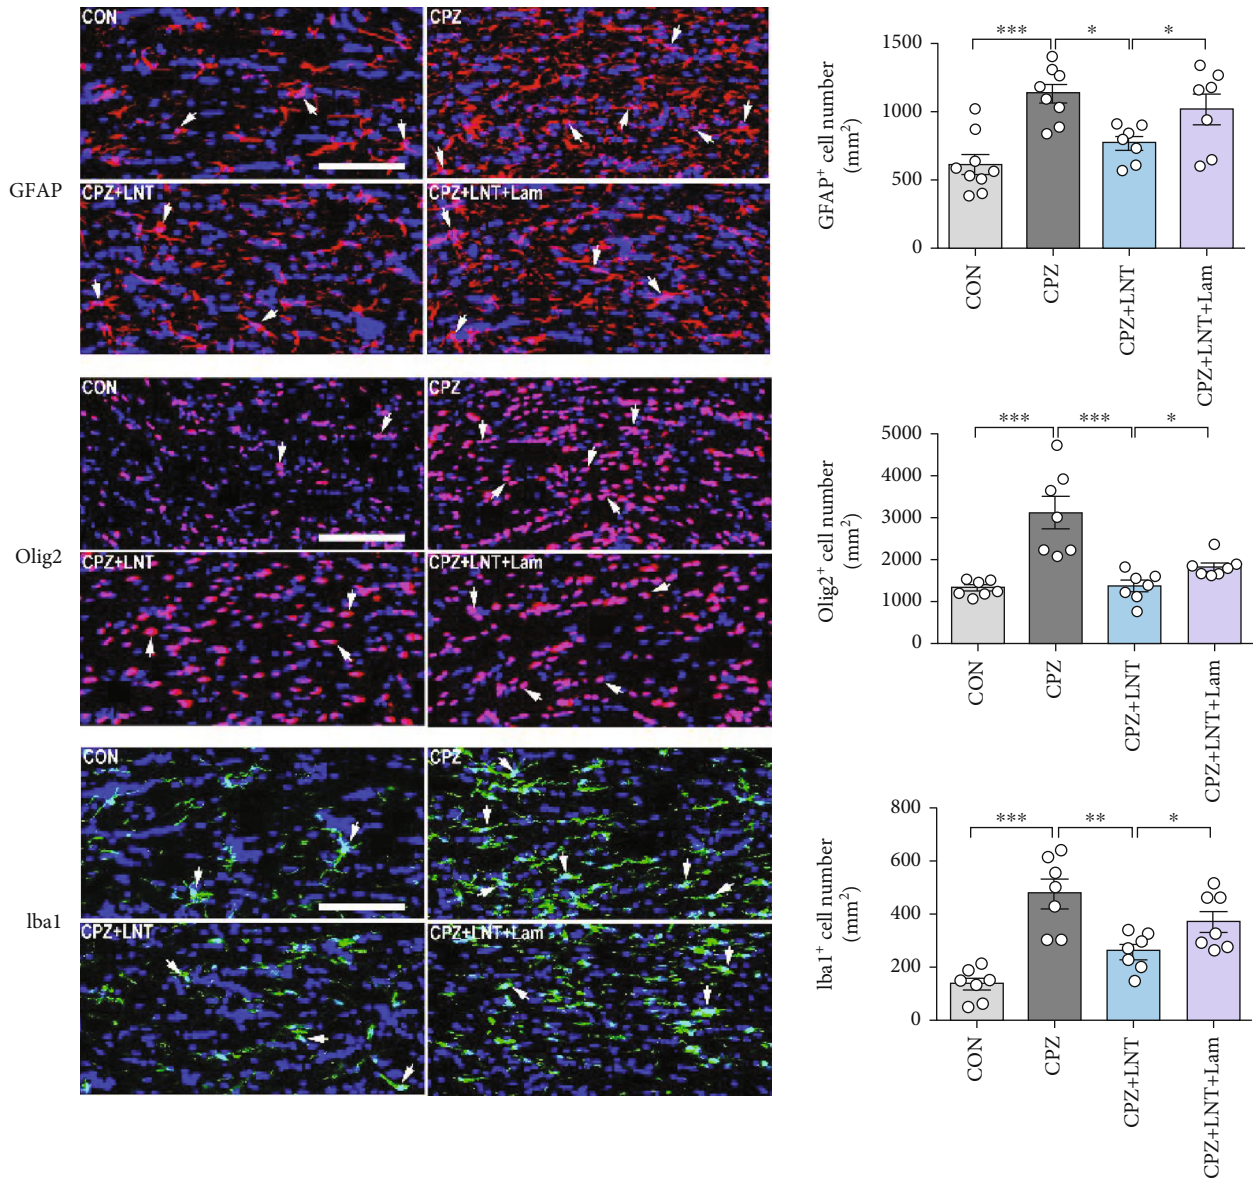 GFAP
CON
CPZ
CPZ+LNT
CPZ+LNT+Lam
1500
1000
500
0
GFAP+ cell number
(mm²)
***
*
*
CON
CPZ
CPZ+LNT
CPZ+LNT+Lam
Olig2
CON
CPZ
CPZ+LNT
CPZ+LNT+Lam
5000
4000
3000
2000
1000
0
Olig2+ cell number
(mm²)
***
***
*
CON
CPZ
CPZ+LNT
CPZ+LNT+Lam
Iba1
CON
CPZ
CPZ+LNT
CPZ+LNT+Lam
800
600
400
200
0
Iba1+ cell number
(mm²)
***
**
*
CON
CPZ
CPZ+LNT
CPZ+LNT+Lam